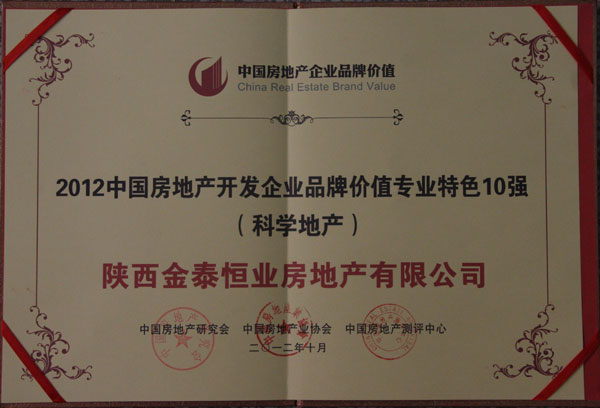 中国房地产企业品牌价值
China Real Estate Brand Value
2012中国房地产开发企业品牌价值专业特色10强
（科学地产）
陕西金泰恒业房地产有限公司
中国房地产研究会 中国房地产业协会 中国房地产测评中心
二〇一二年十月